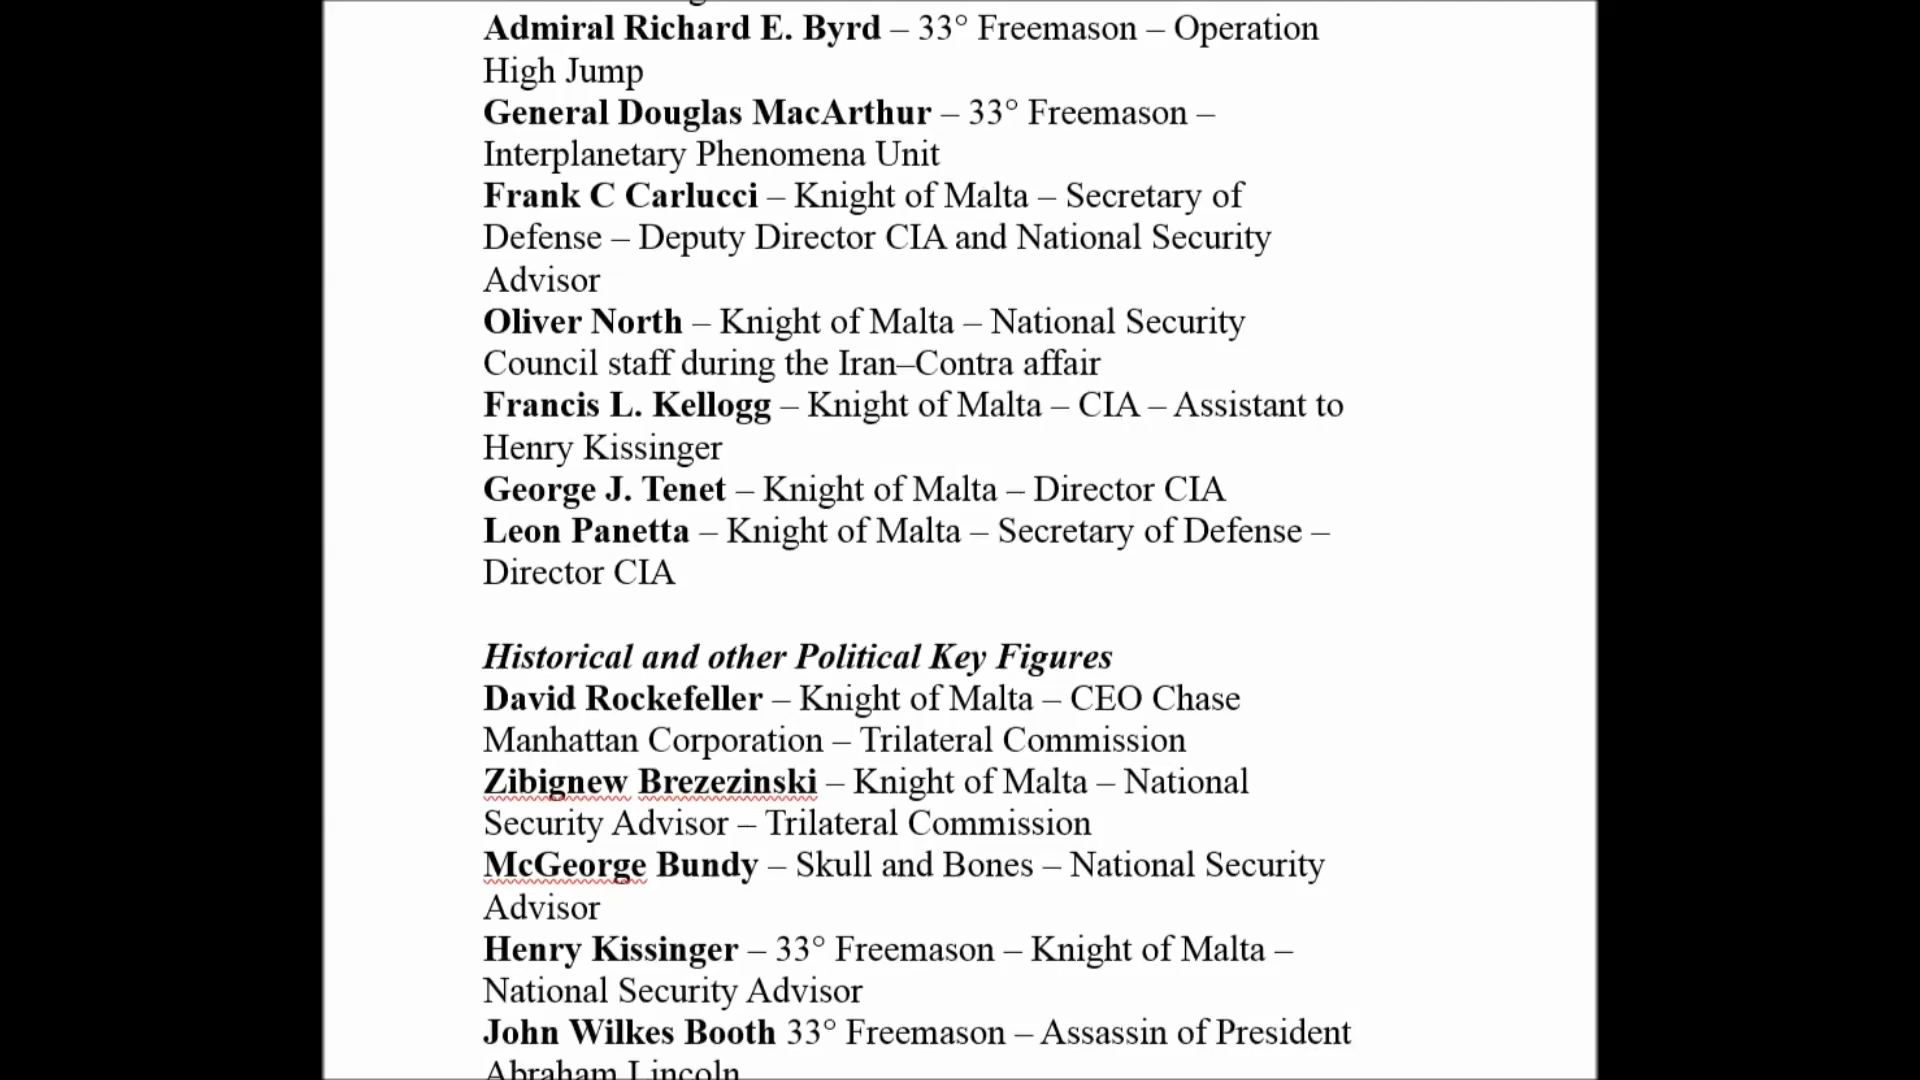 Admiral Richard E. Byrd – 33° Freemason – Operation
High Jump
General Douglas MacArthur – 33° Freemason –
Interplanetary Phenomena Unit
Frank C Carlucci – Knight of Malta – Secretary of
Defense – Deputy Director CIA and National Security
Advisor
Oliver North – Knight of Malta – National Security
Council staff during the Iran–Contra affair
Francis L. Kellogg – Knight of Malta – CIA – Assistant to
Henry Kissinger
George J. Tenet – Knight of Malta – Director CIA
Leon Panetta – Knight of Malta – Secretary of Defense –
Director CIA
Historical and other Political Key Figures
David Rockefeller – Knight of Malta – CEO Chase
Manhattan Corporation – Trilateral Commission
Zibignew Brezezinski – Knight of Malta – National
Security Advisor – Trilateral Commission
McGeorge Bundy – Skull and Bones – National Security
Advisor
Henry Kissinger – 33° Freemason – Knight of Malta –
National Security Advisor
John Wilkes Booth 33° Freemason – Assassin of President
Abraham Lincoln